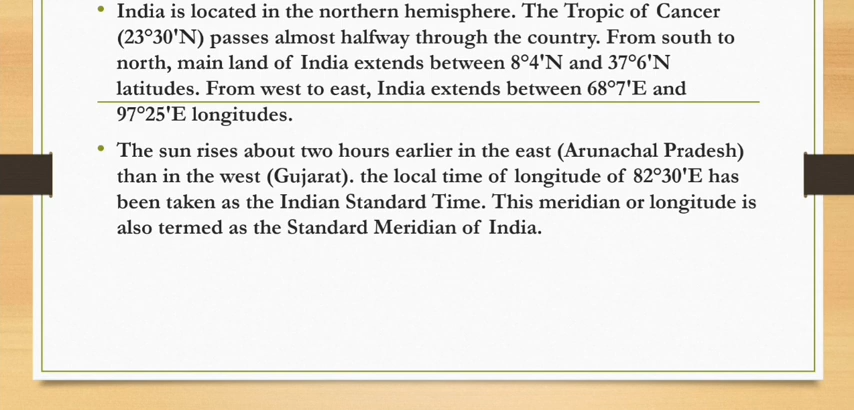 • India is located in the northern hemisphere. The Tropic of Cancer
(23°30'N) passes almost halfway through the country. From south to
north, main land of India extends between 8°4'N and 37°6'N
latitudes. From west to east, India extends between 68°7'E and
97°25'E longitudes.
• The sun rises about two hours earlier in the east (Arunachal Pradesh)
than in the west (Gujarat). the local time of longitude of 82°30'E has
been taken as the Indian Standard Time. This meridian or longitude is
also termed as the Standard Meridian of India.